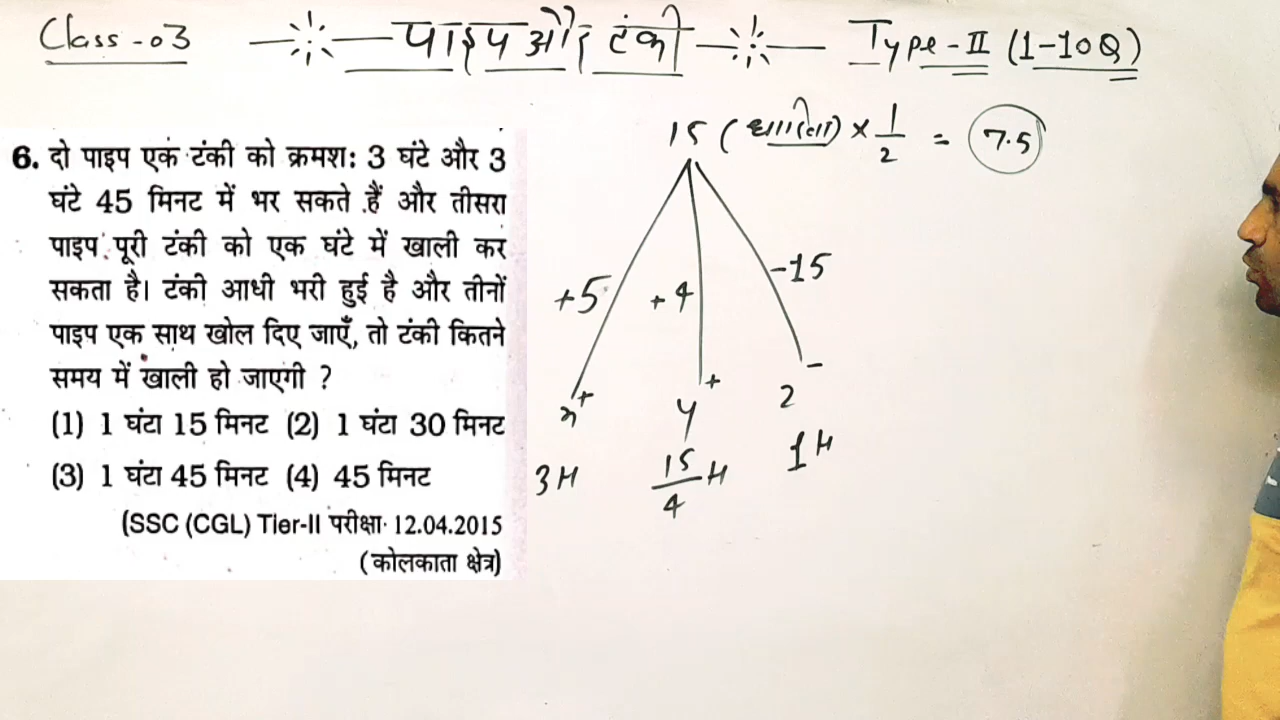 Class-03 पाइप और टंकी Type-II (1-10Q)
15 (धारिता) × 1/2 = 7.5
6. दो पाइप एक टंकी को क्रमश: 3 घंटे और 3
घंटे 45 मिनट में भर सकते हैं और तीसरा
पाइप पूरी टंकी को एक घंटे में खाली कर
सकता है। टंकी आधी भरी हुई है और तीनों
पाइप एक साथ खोल दिए जाएँ, तो टंकी कितने
समय में खाली हो जाएगी ?
(1) 1 घंटा 15 मिनट (2) 1 घंटा 30 मिनट
(3) 1 घंटा 45 मिनट (4) 45 मिनट
(SSC (CGL) Tier-II परीक्षा 12.04.2015
(कोलकाता क्षेत्र)
+5 +4 -15
x+ y+ z-
3H 15/4 H 1H